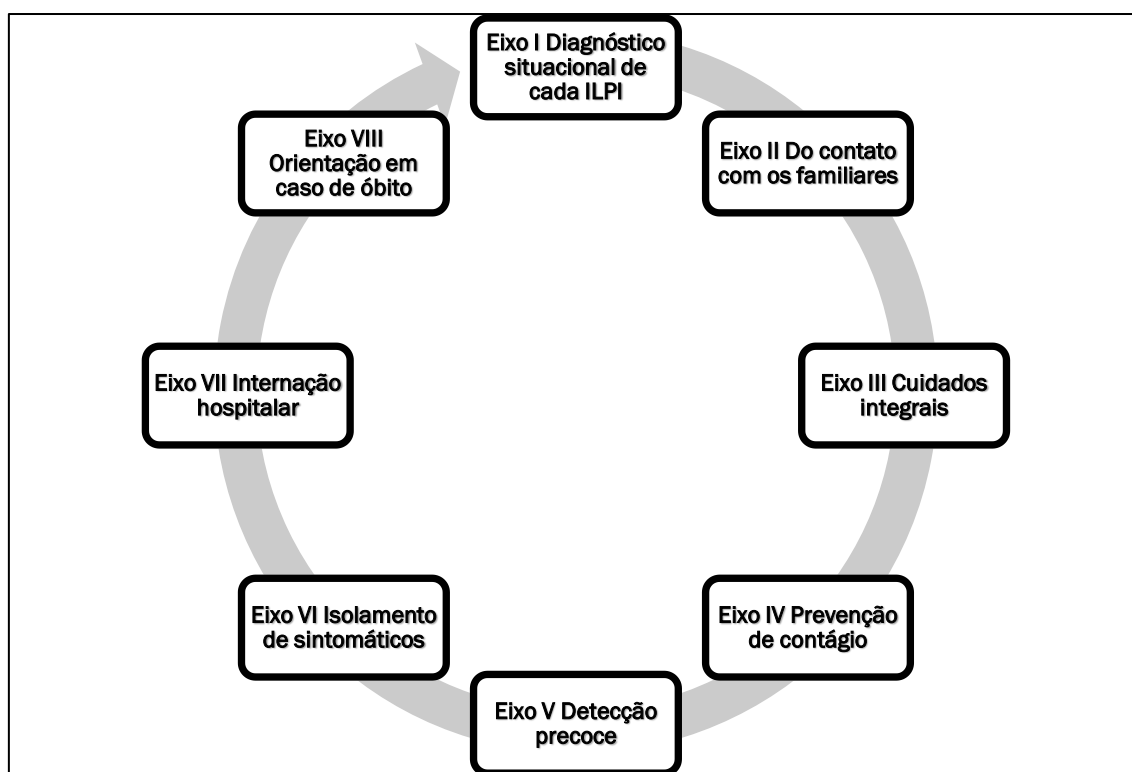 Eixo I Diagnóstico
situacional de
cada ILPI
Eixo II Do contato
com os familiares
Eixo III Cuidados
integrais
Eixo IV Prevenção
de contágio
Eixo V Detecção
precoce
Eixo VI Isolamento
de sintomáticos
Eixo VII Internação
hospitalar
Eixo VIII
Orientação em
caso de óbito